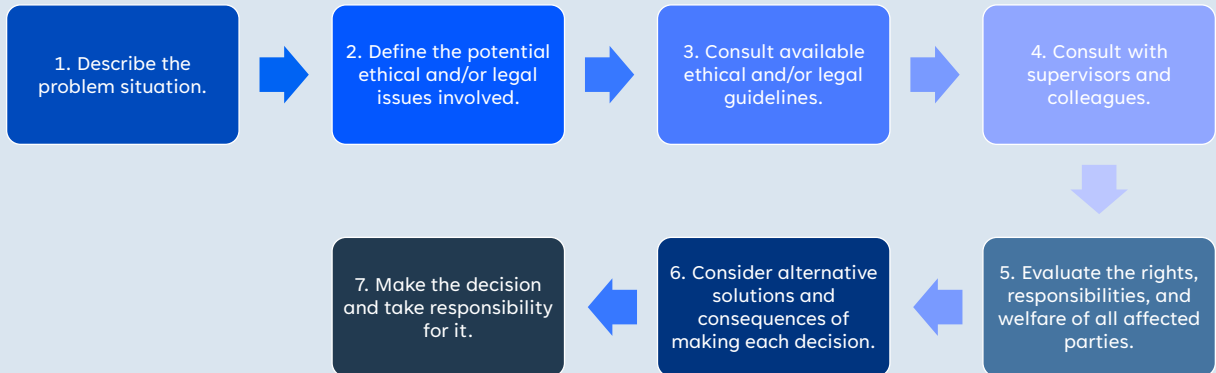 1. Describe the
problem situation.
2. Define the potential
ethical and/or legal
issues involved.
3. Consult available
ethical and/or legal
guidelines.
4. Consult with
supervisors and
colleagues.
5. Evaluate the rights,
responsibilities, and
welfare of all affected
parties.
6. Consider alternative
solutions and
consequences of
making each decision.
7. Make the decision
and take responsibility
for it.